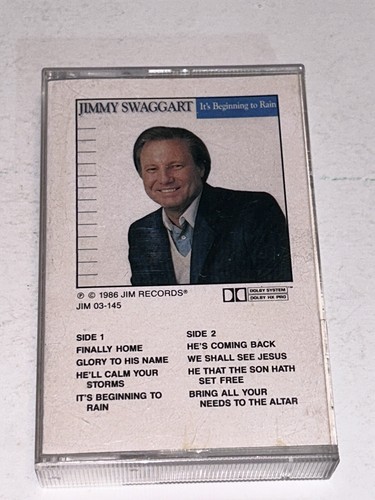 JIMMY SWAGGART It's Beginning to Rain
℗ © 1986 JIM RECORDS®
JIM 03-145
DOLBY SYSTEM
DOLBY HX PRO
SIDE 1
FINALLY HOME
GLORY TO HIS NAME
HE'LL CALM YOUR
STORMS
IT'S BEGINNING TO
RAIN
SIDE 2
HE'S COMING BACK
WE SHALL SEE JESUS
HE THAT THE SON HATH
SET FREE
BRING ALL YOUR
NEEDS TO THE ALTAR